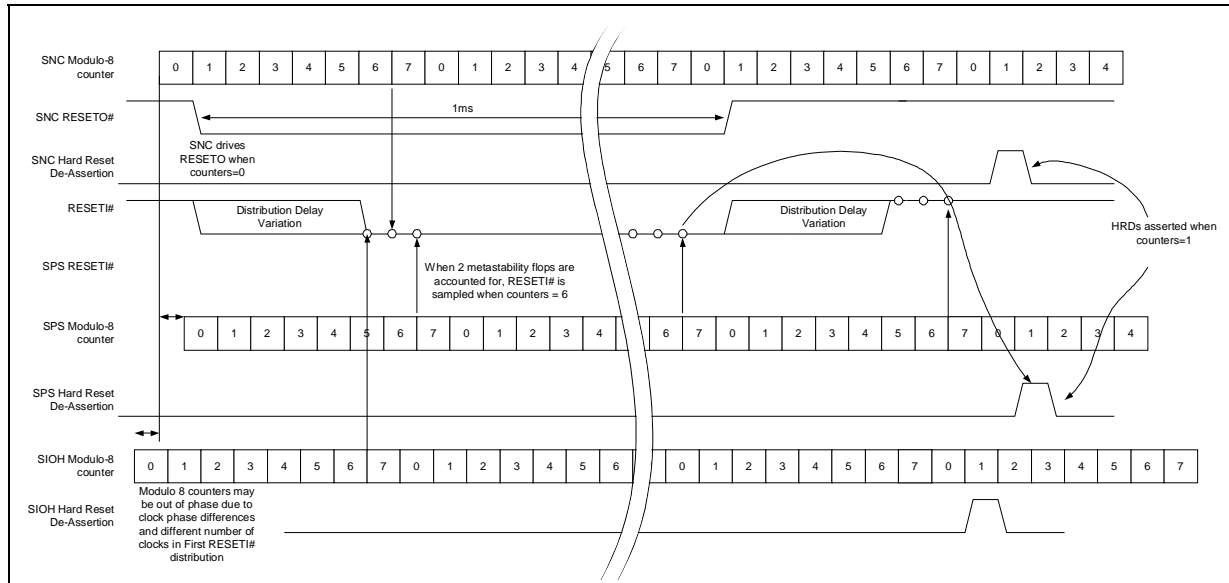 SNC Modulo-8
counter
0 1 2 3 4 5 6 7 0 1 2 3 4 5 6 7 0 1 2 3 4 5 6 7 0 1 2 3 4
SNC RESETO#
1ms
SNC drives
RESETO when
counters=0
SNC Hard Reset
De-Assertion
RESETI#
Distribution Delay
Variation
Distribution Delay
Variation
HRDs asserted when
counters=1
SPS RESETI#
When 2 metastability flops are
accounted for, RESETI# is
sampled when counters = 6
SPS Modulo-8
counter
0 1 2 3 4 5 6 7 0 1 2 3 4 6 7 0 1 2 3 4 5 6 7 0 1 2 3 4
SPS Hard Reset
De-Assertion
SIOH Modulo-8
counter
0 1 2 3 4 5 6 7 0 1 2 3 4 5 6 0 1 2 3 4 5 6 7 0 1 2 3 4 5 6 7
Modulo 8 counters may
be out of phase due to
clock phase differences
and different number of
clocks in First RESETI#
distribution
SIOH Hard Reset
De-Assertion